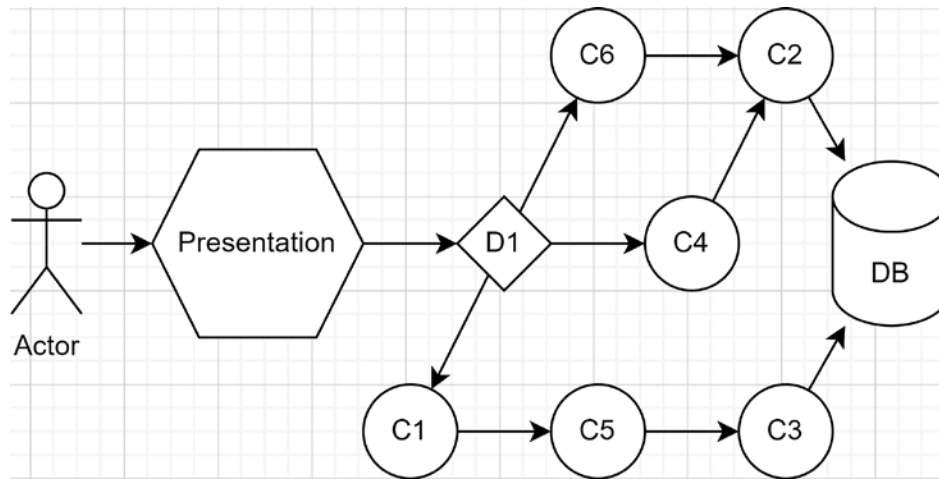 C6
C2
Presentation
D1
C4
DB
Actor
C1
C5
C3